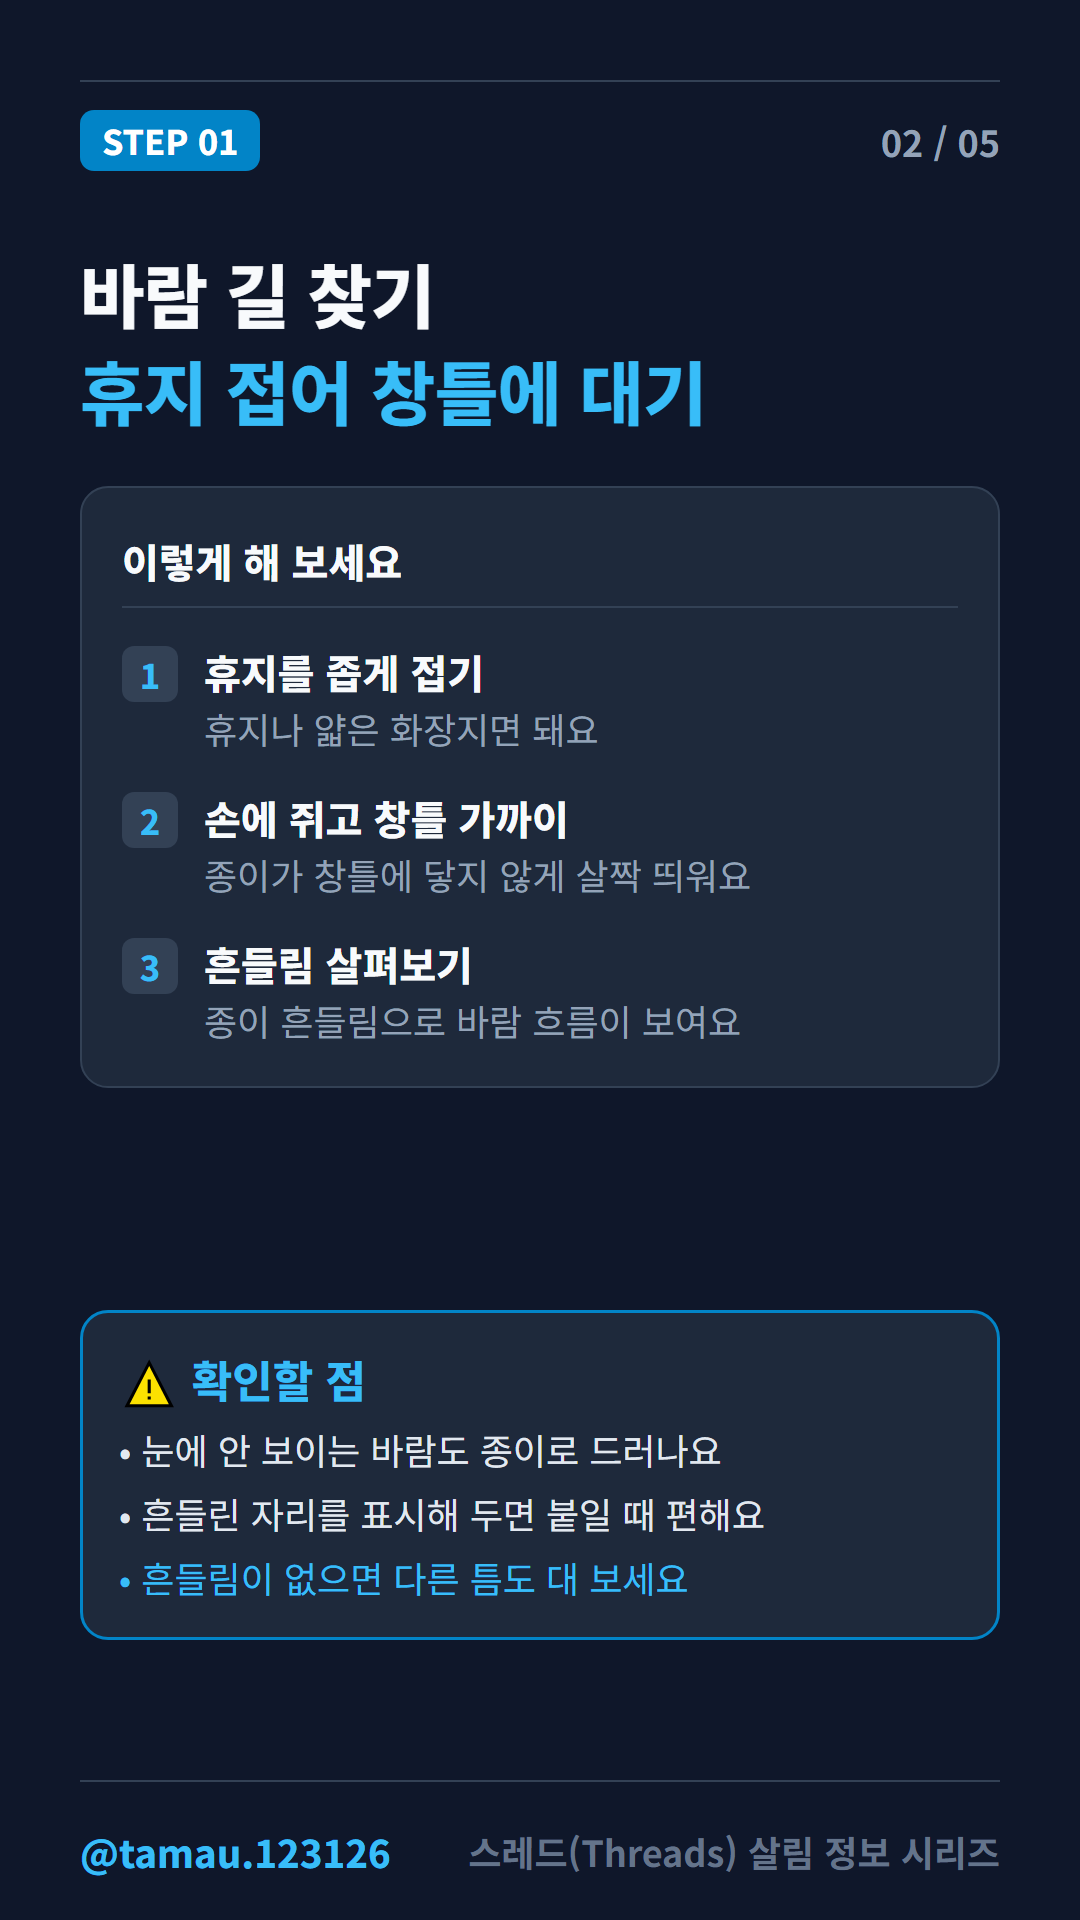 STEP 01
02 / 05
바람 길 찾기
휴지 접어 창틀에 대기
이렇게 해 보세요
1 휴지를 좁게 접기
휴지나 얇은 화장지면 돼요
2 손에 쥐고 창틀 가까이
종이가 창틀에 닿지 않게 살짝 띄워요
3 흔들림 살펴보기
종이 흔들림으로 바람 흐름이 보여요
확인할 점
• 눈에 안 보이는 바람도 종이로 드러나요
• 흔들린 자리를 표시해 두면 붙일 때 편해요
• 흔들림이 없으면 다른 틈도 대 보세요
@tamau.123126
스레드(Threads) 살림 정보 시리즈